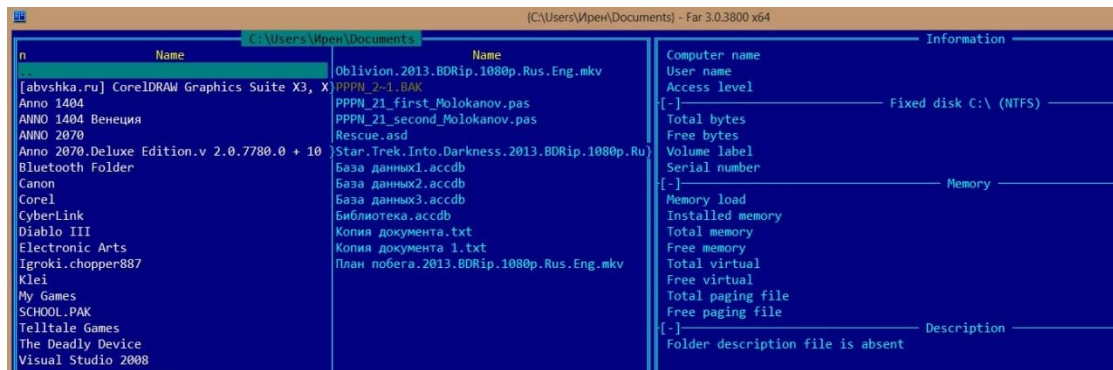 {C:\Users\Ирен\Documents} - Far 3.0.3800 x64
C:\Users\Ирен\Documents
n Name
..
[abvshka.ru] CorelDRAW Graphics Suite X3, X}
Anno 1404
ANNO 1404 Венеция
ANNO 2070
Anno 2070.Deluxe Edition.v 2.0.7780.0 + 10 }
Bluetooth Folder
Canon
Corel
CyberLink
Diablo III
Electronic Arts
Igroki.chopper887
Klei
My Games
SCHOOL.PAK
Telltale Games
The Deadly Device
Visual Studio 2008
Name
Oblivion.2013.BDRip.1080p.Rus.Eng.mkv
PPPN_2~1.BAK
PPPN_21_first_Molokanov.pas
PPPN_21_second_Molokanov.pas
Rescue.asd
Star.Trek.Into.Darkness.2013.BDRip.1080p.Ru}
База данных1.accdb
База данных2.accdb
База данных3.accdb
Библиотека.accdb
Копия документа.txt
Копия документа 1.txt
План побега.2013.BDRip.1080p.Rus.Eng.mkv
Information
Computer name
User name
Access level
[-] Fixed disk C:\ (NTFS)
Total bytes
Free bytes
Volume label
Serial number
[-] Memory
Memory load
Installed memory
Total memory
Free memory
Total virtual
Free virtual
Total paging file
Free paging file
[-] Description
Folder description file is absent